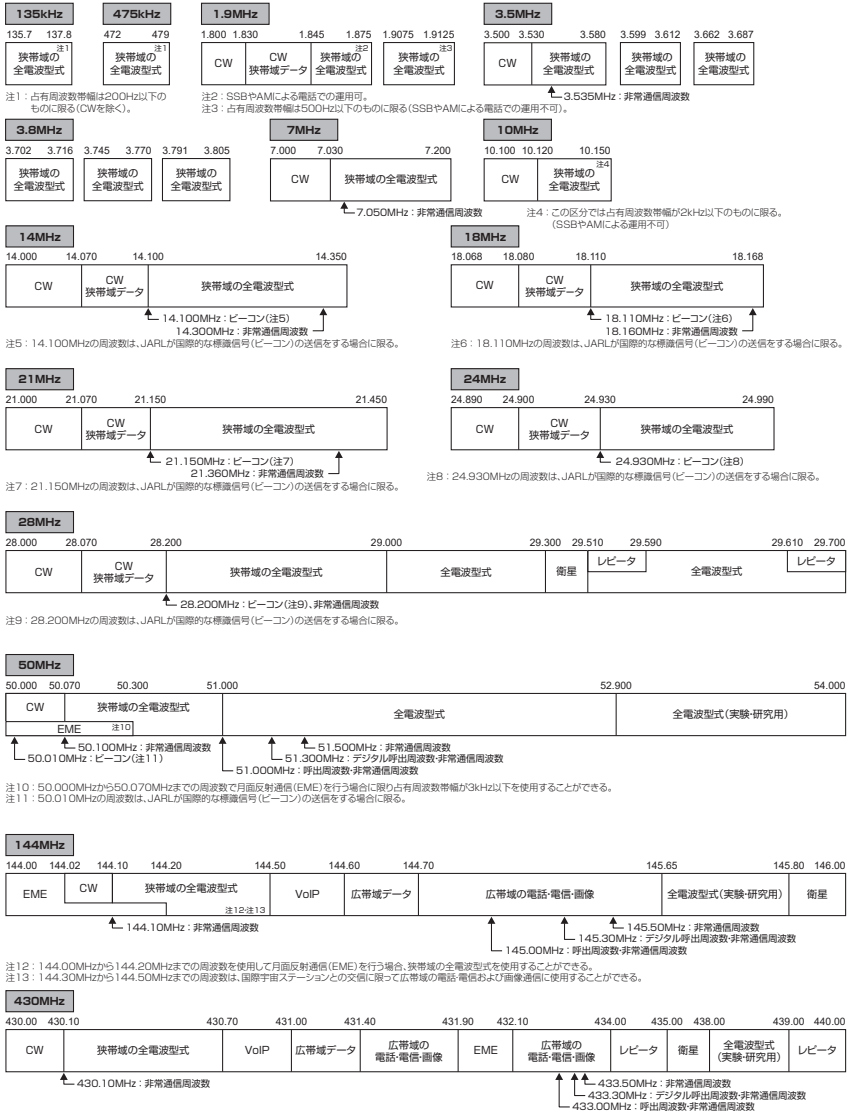 135kHz
475kHz
1.9MHz
3.5MHz
135.7 137.8
472 479
1.800 1.830 1.845 1.875 1.9075 1.9125
3.500 3.530 3.580 3.599 3.612 3.662 3.687
注1
狭帯域の
全電波型式
注1
狭帯域の
全電波型式
CW
CW
狭帯域データ
注2
狭帯域の
全電波型式
注3
狭帯域の
全電波型式
CW
狭帯域の
全電波型式
狭帯域の
全電波型式
狭帯域の
全電波型式
3.535MHz:非常通信周波数
注1:占有周波数帯幅は200Hz以下の
ものに限る(CWを除く)。
注2:SSBやAMによる電話での運用可。
注3:占有周波数帯幅は500Hz以下のものに限る(SSBやAMによる電話での運用不可)。
3.8MHz
7MHz
10MHz
3.702 3.716 3.745 3.770 3.791 3.805
7.000 7.030 7.200
10.100 10.120 10.150
狭帯域の
全電波型式
狭帯域の
全電波型式
狭帯域の
全電波型式
CW
狭帯域の全電波型式
CW
狭帯域の
注4
全電波型式
7.050MHz:非常通信周波数
注4:この区分では占有周波数帯幅が2kHz以下のものに限る。
(SSBやAMによる運用不可)
14MHz
18MHz
14.000 14.070 14.100 14.350
18.068 18.080 18.110 18.168
CW
CW
狭帯域データ
狭帯域の全電波型式
CW
CW
狭帯域データ
狭帯域の全電波型式
14.100MHz:ビーコン(注5)
14.300MHz:非常通信周波数
18.110MHz:ビーコン(注6)
18.160MHz:非常通信周波数
注5:14.100MHzの周波数は、JARLが国際的な標識信号(ビーコン)の送信をする場合に限る。
注6:18.110MHzの周波数は、JARLが国際的な標識信号(ビーコン)の送信をする場合に限る。
21MHz
24MHz
21.000 21.070 21.150 21.450
24.890 24.900 24.930 24.990
CW
CW
狭帯域データ
狭帯域の全電波型式
CW
CW
狭帯域データ
狭帯域の全電波型式
21.150MHz:ビーコン(注7)
21.360MHz:非常通信周波数
24.930MHz:ビーコン(注8)
注7:21.150MHzの周波数は、JARLが国際的な標識信号(ビーコン)の送信をする場合に限る。
注8:24.930MHzの周波数は、JARLが国際的な標識信号(ビーコン)の送信をする場合に限る。
28MHz
28.000 28.070 28.200 29.000 29.300 29.510 29.590 29.610 29.700
CW
CW
狭帯域データ
狭帯域の全電波型式
全電波型式
衛星
レピータ
全電波型式
レピータ
28.200MHz:ビーコン(注9)、非常通信周波数
注9:28.200MHzの周波数は、JARLが国際的な標識信号(ビーコン)の送信をする場合に限る。
50MHz
50.000 50.070 50.300 51.000 52.900 54.000
CW
狭帯域の全電波型式
EME 注10
全電波型式
全電波型式(実験・研究用)
50.100MHz:非常通信周波数
50.010MHz:ビーコン(注11)
51.500MHz:非常通信周波数
51.300MHz:デジタル呼出周波数・非常通信周波数
51.000MHz:呼出周波数・非常通信周波数
注10:50.000MHzから50.070MHzまでの周波数で月面反射通信(EME)を行う場合に限り占有周波数帯幅が3kHz以下を使用することができる。
注11:50.010MHzの周波数は、JARLが国際的な標識信号(ビーコン)の送信をする場合に限る。
144MHz
144.00 144.02 144.10 144.20 144.50 144.60 144.70 145.65 145.80 146.00
EME
CW
狭帯域の全電波型式
注12・注13
VoIP
広帯域データ
広帯域の電話・電信・画像
全電波型式(実験・研究用)
衛星
144.10MHz:非常通信周波数
145.50MHz:非常通信周波数
145.30MHz:デジタル呼出周波数・非常通信周波数
145.00MHz:呼出周波数・非常通信周波数
注12:144.00MHzから144.20MHzまでの周波数を使用して月面反射通信(EME)を行う場合、狭帯域の全電波型式を使用することができる。
注13:144.30MHzから144.50MHzまでの周波数は、国際宇宙ステーションとの交信に限って広帯域の電話・電信および画像通信に使用することができる。
430MHz
430.00 430.10 430.70 431.00 431.40 431.90 432.10 434.00 435.00 438.00 439.00 440.00
CW
狭帯域の全電波型式
VoIP
広帯域データ
広帯域の
電話・電信・画像
EME
広帯域の
電話・電信・画像
レピータ
衛星
全電波型式
(実験・研究用)
レピータ
430.10MHz:非常通信周波数
433.50MHz:非常通信周波数
433.30MHz:デジタル呼出周波数・非常通信周波数
433.00MHz:呼出周波数・非常通信周波数